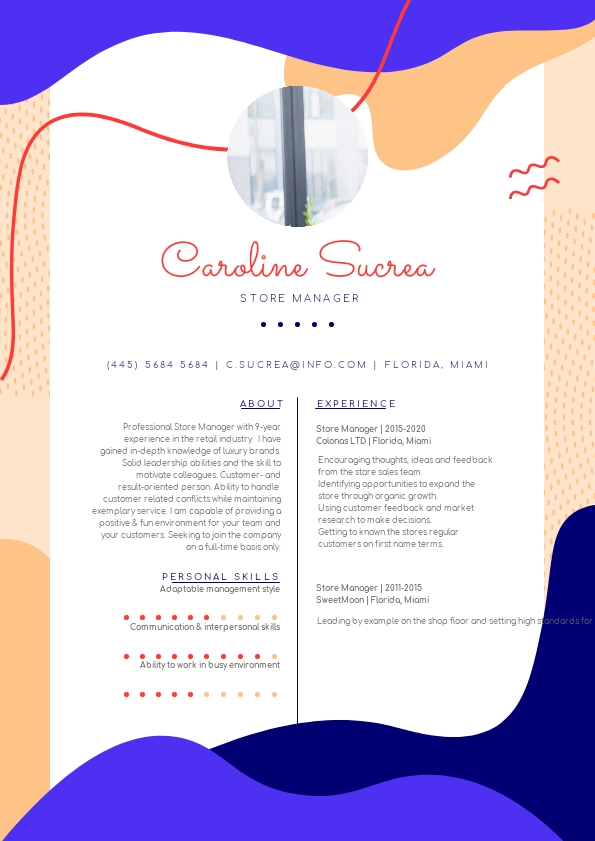 Caroline Sucrea
STORE MANAGER
(445) 5684 5684 | C.SUCREA@INFO.COM | FLORIDA, MIAMI
ABOUT
Professional Store Manager with 9-year
experience in the retail industry. I have
gained in-depth knowledge of luxury brands.
Solid leadership abilities and the skill to
motivate colleagues. Customer- and
result-oriented person. Ability to handle
customer related conflicts while maintaining
exemplary service. I am capable of providing a
positive & fun environment for your team and
your customers. Seeking to join the company
on a full-time basis only.
PERSONAL SKILLS
Adaptable management style
Communication & interpersonal skills
Ability to work in busy environment
EXPERIENCE
Store Manager | 2015-2020
Colonas LTD | Florida, Miami
Encouraging thoughts, ideas and feedback
from the store sales team.
Identifying opportunities to expand the
store through organic growth.
Using customer feedback and market
research to make decisions.
Getting to known the stores regular
customers on first name terms.
Store Manager | 2011-2015
SweetMoon | Florida, Miami
Leading by example on the shop floor and setting high standards for